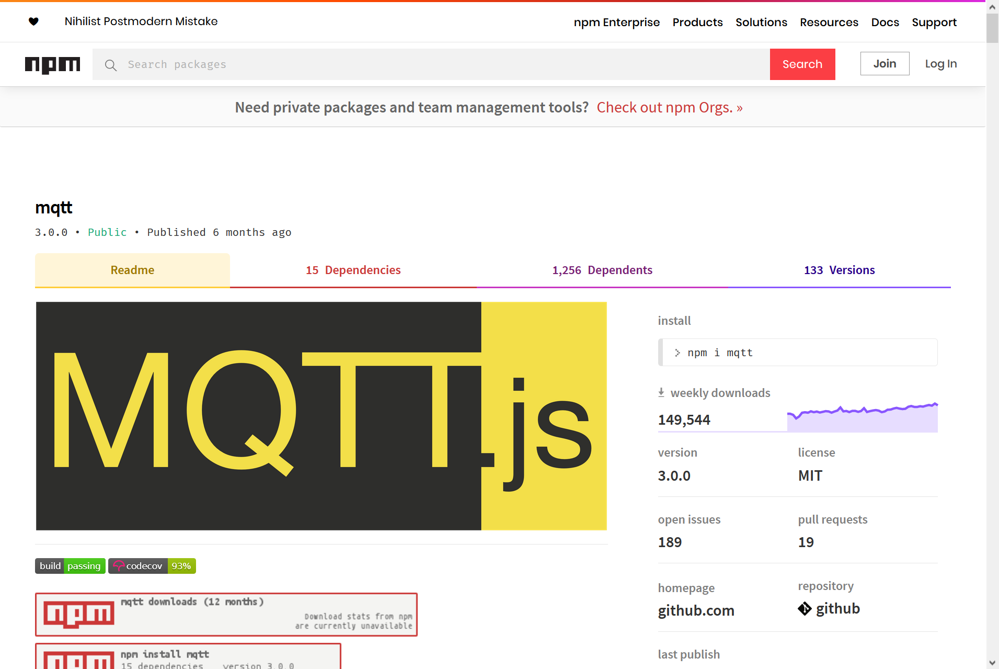 Nihilist Postmodern Mistake
npm Enterprise Products Solutions Resources Docs Support
npm
Search packages
Search
Join
Log In
Need private packages and team management tools? Check out npm Orgs. »
mqtt
3.0.0 • Public • Published 6 months ago
Readme
15 Dependencies
1,256 Dependents
133 Versions
MQTT.js
build passing
codecov 93%
npm
mqtt downloads (12 months)
Download stats from npm
are currently unavailable
npm
npm install mqtt
15 dependencies version 3.0.0
install
> npm i mqtt
weekly downloads
149,544
version
3.0.0
license
MIT
open issues
189
pull requests
19
homepage
github.com
repository
github
last publish